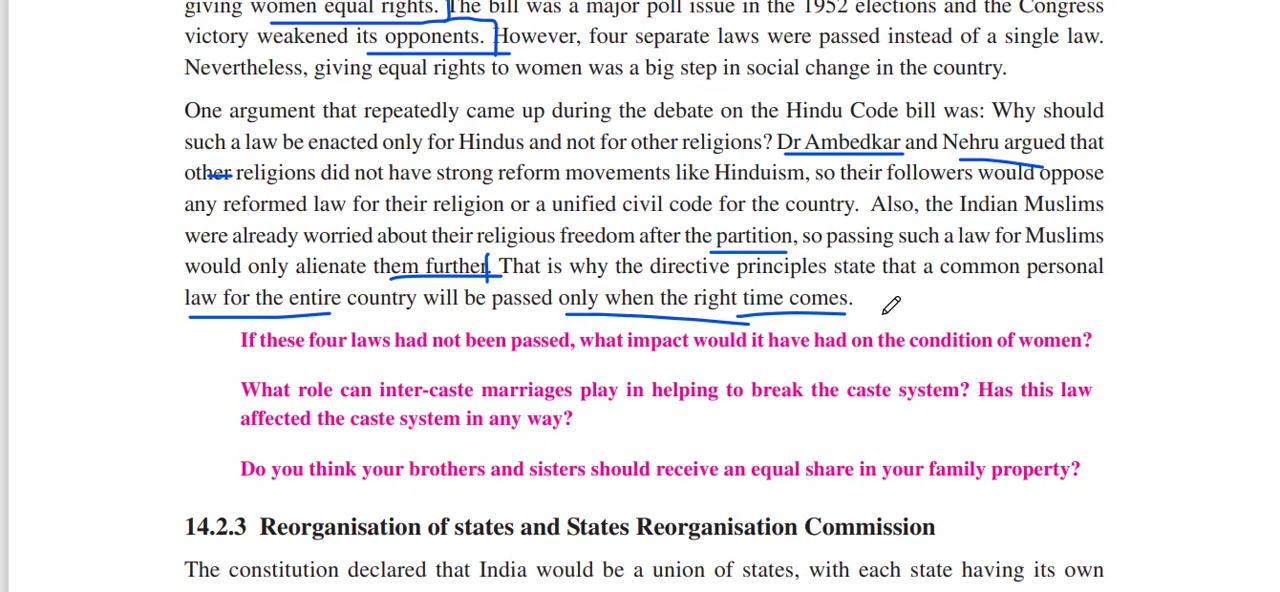 giving women equal rights. The bill was a major poll issue in the 1952 elections and the Congress
victory weakened its opponents. However, four separate laws were passed instead of a single law.
Nevertheless, giving equal rights to women was a big step in social change in the country.
One argument that repeatedly came up during the debate on the Hindu Code bill was: Why should
such a law be enacted only for Hindus and not for other religions? Dr Ambedkar and Nehru argued that
other religions did not have strong reform movements like Hinduism, so their followers would oppose
any reformed law for their religion or a unified civil code for the country. Also, the Indian Muslims
were already worried about their religious freedom after the partition, so passing such a law for Muslims
would only alienate them further. That is why the directive principles state that a common personal
law for the entire country will be passed only when the right time comes.
If these four laws had not been passed, what impact would it have had on the condition of women?
What role can inter-caste marriages play in helping to break the caste system? Has this law
affected the caste system in any way?
Do you think your brothers and sisters should receive an equal share in your family property?
14.2.3 Reorganisation of states and States Reorganisation Commission
The constitution declared that India would be a union of states, with each state having its own